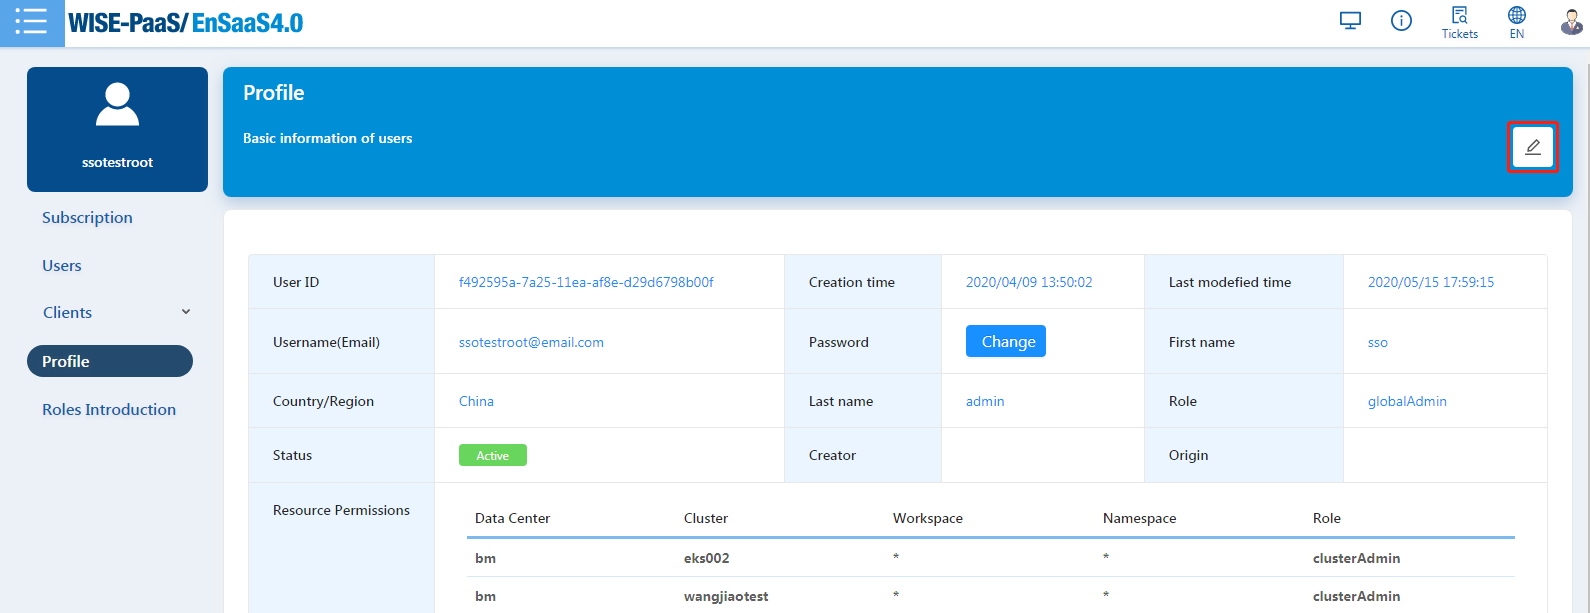 WISE-PaaS/ EnSaaS4.0
Tickets
EN
ssotestroot
Subscription
Users
Clients
Profile
Roles Introduction
Profile
Basic information of users
User ID f492595a-7a25-11ea-af8e-d29d6798b00f Creation time 2020/04/09 13:50:02 Last modefied time 2020/05/15 17:59:15
Username(Email) ssotestroot@email.com Password Change First name sso
Country/Region China Last name admin Role globalAdmin
Status Active Creator Origin
Resource Permissions
Data Center Cluster Workspace Namespace Role
bm eks002 * * clusterAdmin
bm wangjiaotest * * clusterAdmin